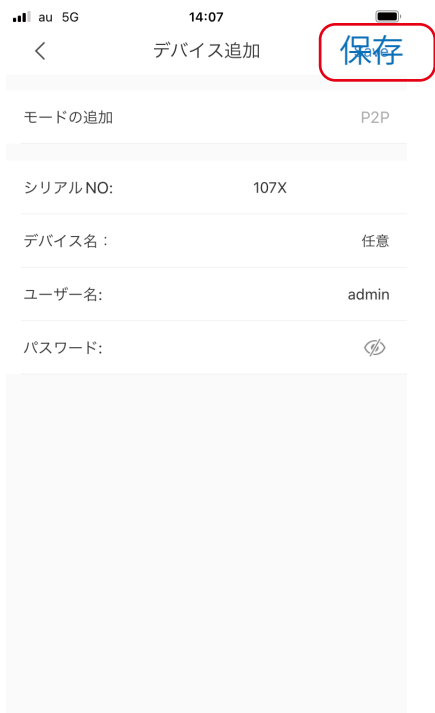 au 5G 14:07
デバイス追加 保存 save
モードの追加 P2P
シリアルNO: 107X
デバイス名： 任意
ユーザー名: admin
パスワード: